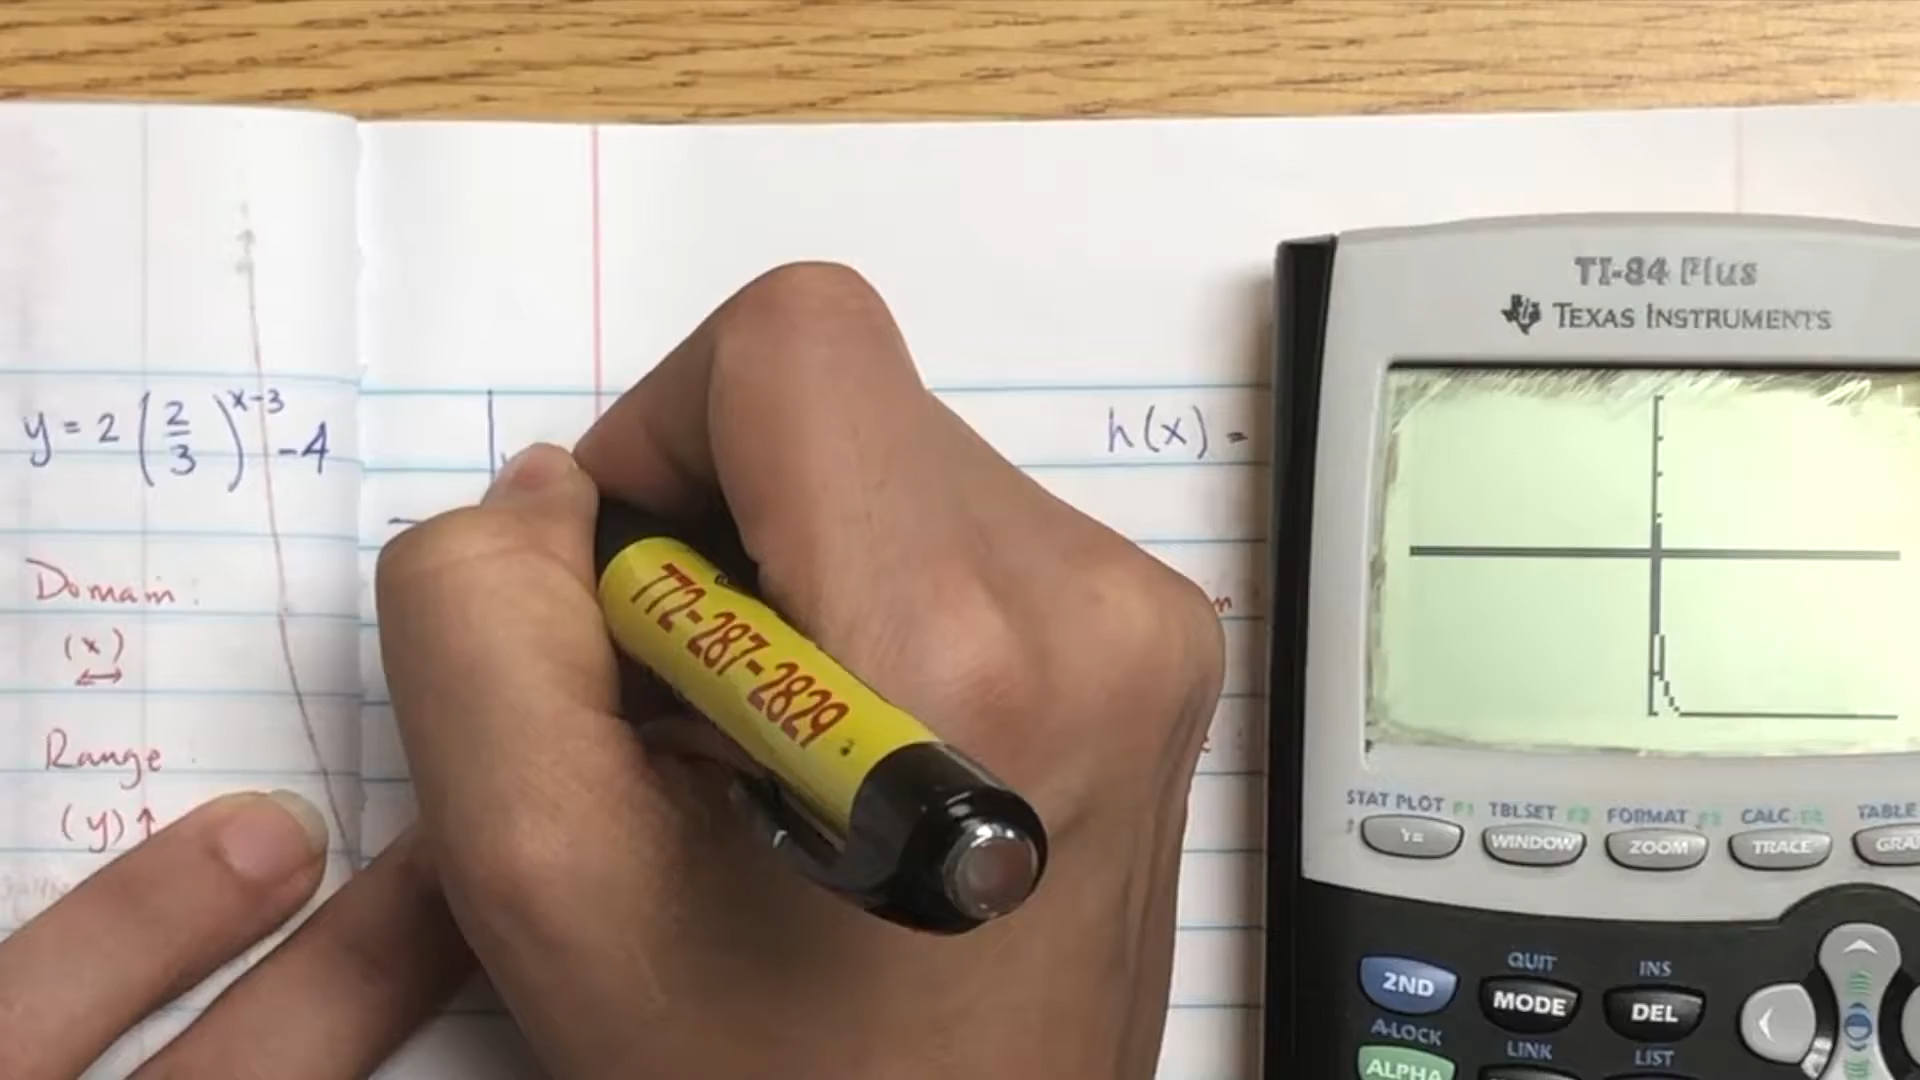 y = 2 (2/3)^x-3 -4
Domain:
(x)
Range
(y)
h(x) =
772-287-2829
TI-84 Plus
TEXAS INSTRUMENTS
STAT PLOT F1 TBLSET F2 FORMAT F3 CALC F4 TABLE
Y= WINDOW ZOOM TRACE GRA
QUIT INS
2ND MODE DEL
A-LOCK LINK LIST
ALPHA